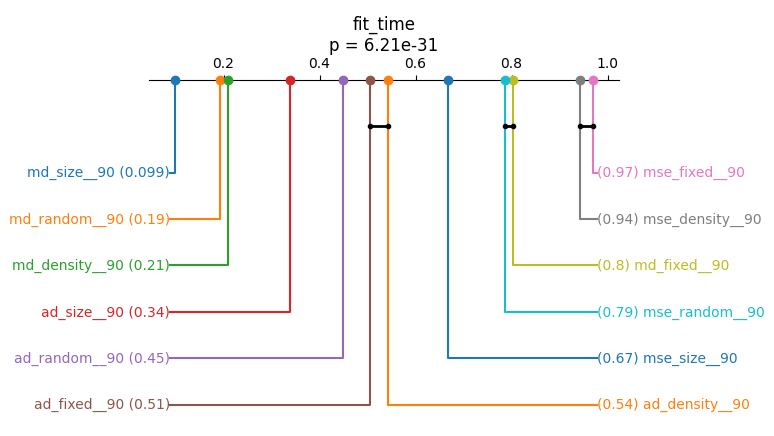 fit_time
p = 6.21e-31
0.2 0.4 0.6 0.8 1.0
md_size__90 (0.099) (0.97) mse_fixed__90
md_random__90 (0.19) (0.94) mse_density__90
md_density__90 (0.21) (0.8) md_fixed__90
ad_size__90 (0.34) (0.79) mse_random__90
ad_random__90 (0.45) (0.67) mse_size__90
ad_fixed__90 (0.51) (0.54) ad_density__90